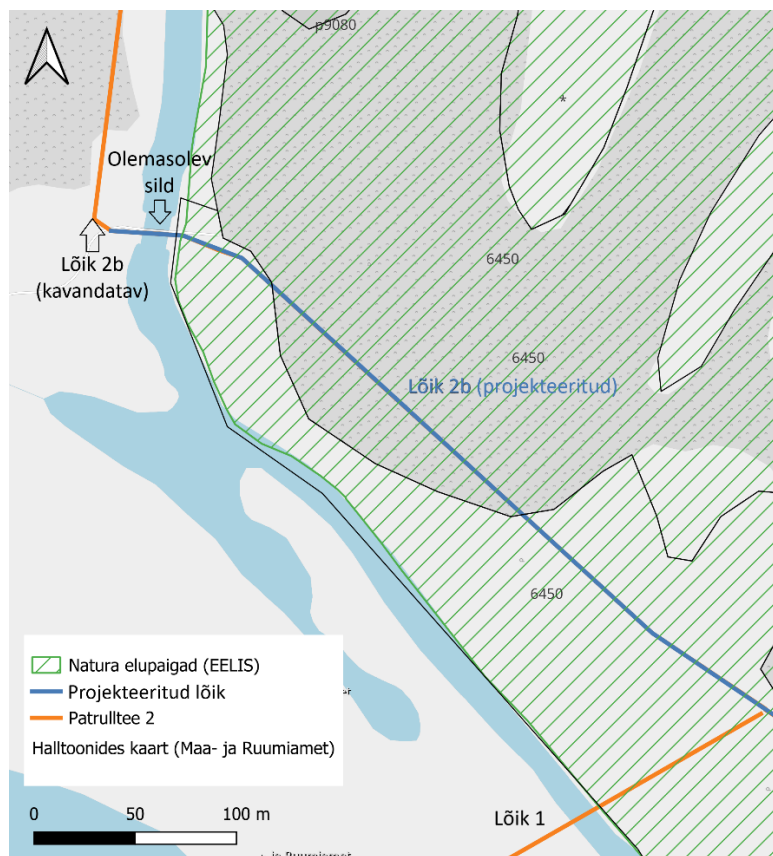 p9080
Olemasolev
sild
Lõik 2b
(kavandatav)
6450
6450
Lõik 2b (projekteeritud)
6450
Natura elupaigad (EELIS)
Projekteeritud lõik
Patrulltee 2
Halltoonides kaart (Maa- ja Ruumiamet)
0 50 100 m
Lõik 1